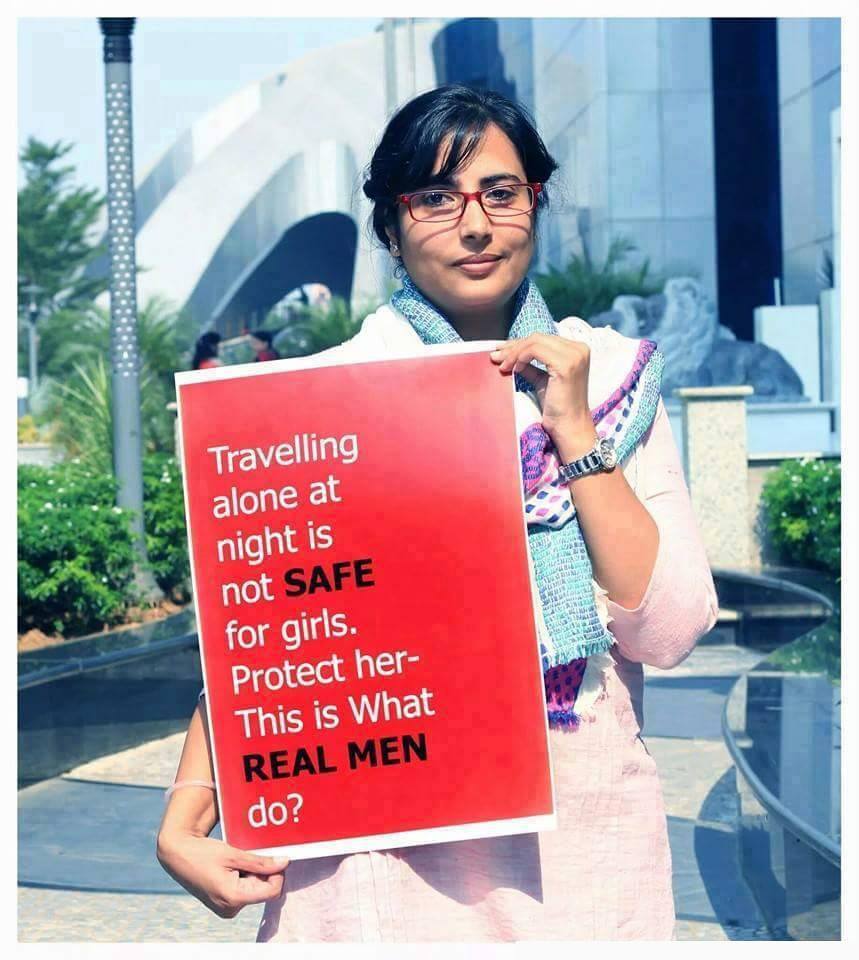 Travelling
alone at
night is
not SAFE
for girls.
Protect her-
This is What
REAL MEN
do?